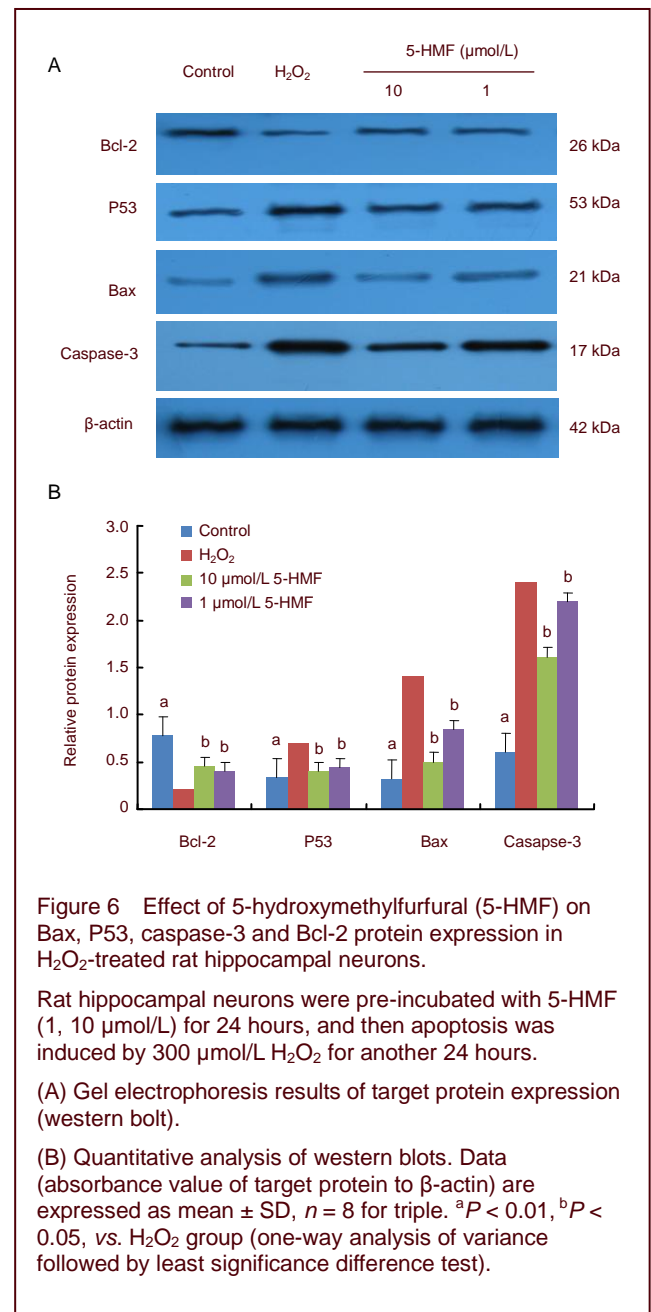 A
5-HMF (µmol/L)
Control H₂O₂
10 1
Bcl-2 26 kDa
P53 53 kDa
Bax 21 kDa
Caspase-3 17 kDa
β-actin 42 kDa
B
3.0
2.5
2.0
1.5
1.0
0.5
0
Relative protein expression
Control
H₂O₂
10 µmol/L 5-HMF
1 µmol/L 5-HMF
a b b a b b a b b a b b
Bcl-2 P53 Bax Casapse-3
Figure 6 Effect of 5-hydroxymethylfurfural (5-HMF) on
Bax, P53, caspase-3 and Bcl-2 protein expression in
H₂O₂-treated rat hippocampal neurons.
Rat hippocampal neurons were pre-incubated with 5-HMF
(1, 10 µmol/L) for 24 hours, and then apoptosis was
induced by 300 µmol/L H₂O₂ for another 24 hours.
(A) Gel electrophoresis results of target protein expression
(western bolt).
(B) Quantitative analysis of western blots. Data
(absorbance value of target protein to β-actin) are
expressed as mean ± SD, n = 8 for triple. ᵃP < 0.01, ᵇP <
0.05, vs. H₂O₂ group (one-way analysis of variance
followed by least significance difference test).